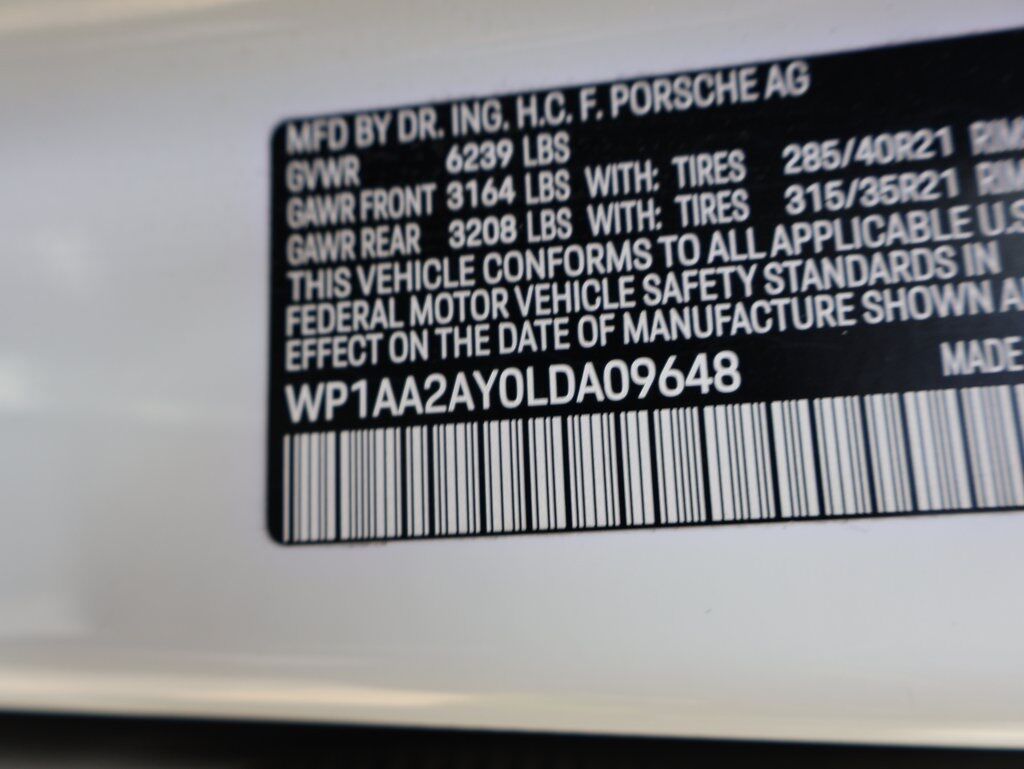 MFD BY DR. ING. H.C. F. PORSCHE AG
GVWR 6239 LBS
GAWR FRONT 3164 LBS WITH: TIRES 285/40R21 RIM
GAWR REAR 3208 LBS WITH: TIRES 315/35R21 RIM
THIS VEHICLE CONFORMS TO ALL APPLICABLE U.S
FEDERAL MOTOR VEHICLE SAFETY STANDARDS IN
EFFECT ON THE DATE OF MANUFACTURE SHOWN A
WP1AA2AY0LDA09648
MADE